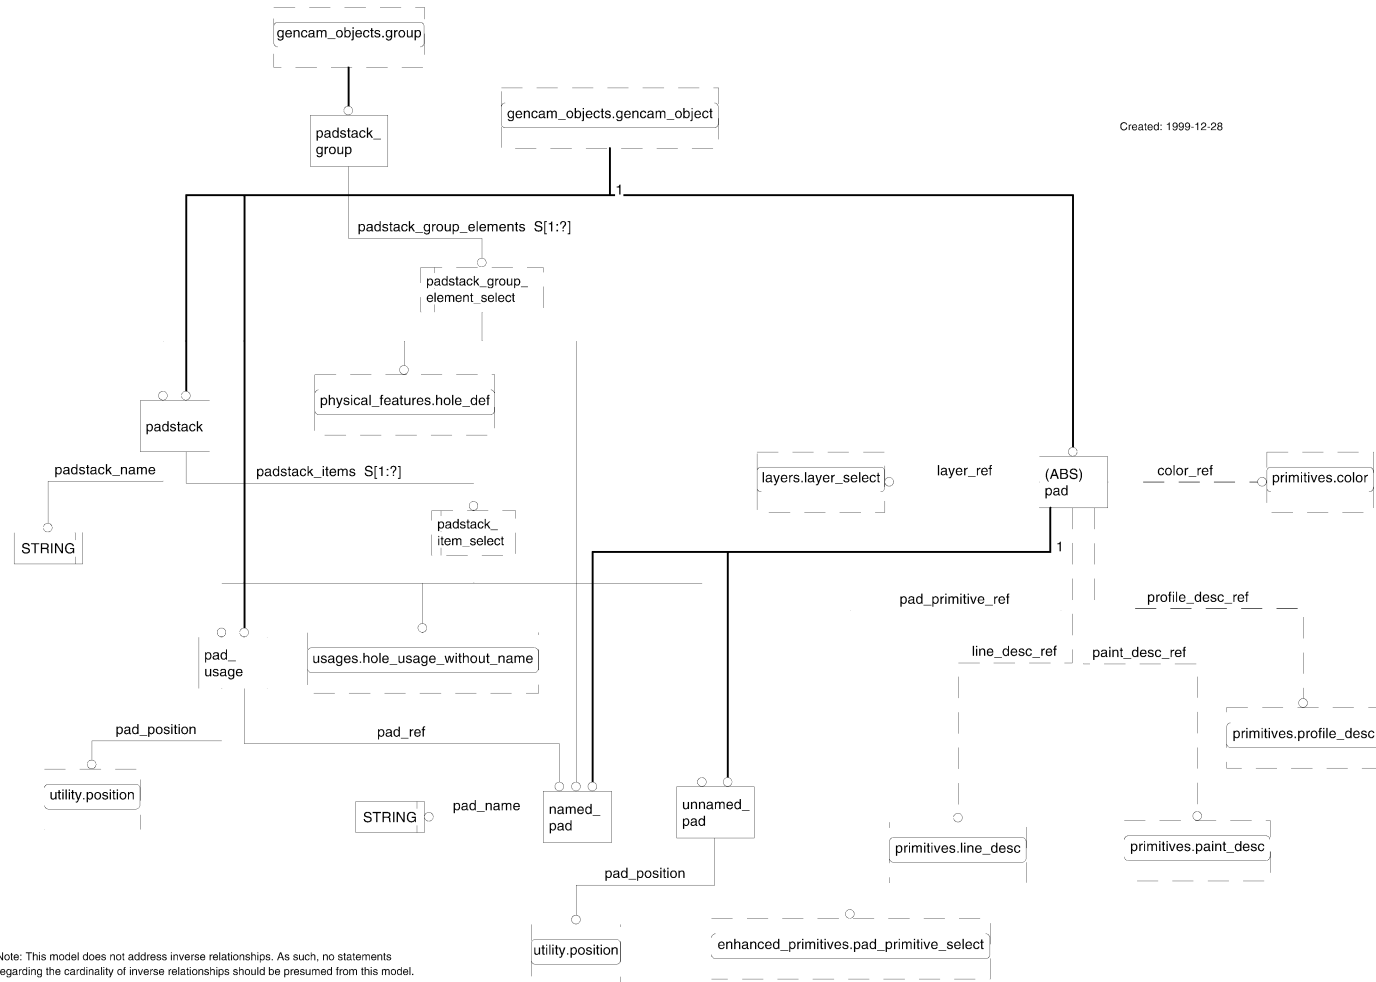 gencam_objects.group
gencam_objects.gencam_object
Created: 1999-12-28
padstack_
group
1
padstack_group_elements S[1:?]
padstack_group_
element_select
physical_features.hole_def
padstack
padstack_name
padstack_items S[1:?]
layers.layer_select
layer_ref
(ABS)
pad
color_ref
primitives.color
STRING
padstack_
item_select
1
pad_primitive_ref
profile_desc_ref
pad_
usage
usages.hole_usage_without_name
line_desc_ref
paint_desc_ref
pad_position
pad_ref
primitives.profile_desc
utility.position
STRING
pad_name
named_
pad
unnamed_
pad
primitives.line_desc
primitives.paint_desc
pad_position
utility.position
enhanced_primitives.pad_primitive_select
Note: This model does not address inverse relationships. As such, no statements
regarding the cardinality of inverse relationships should be presumed from this model.